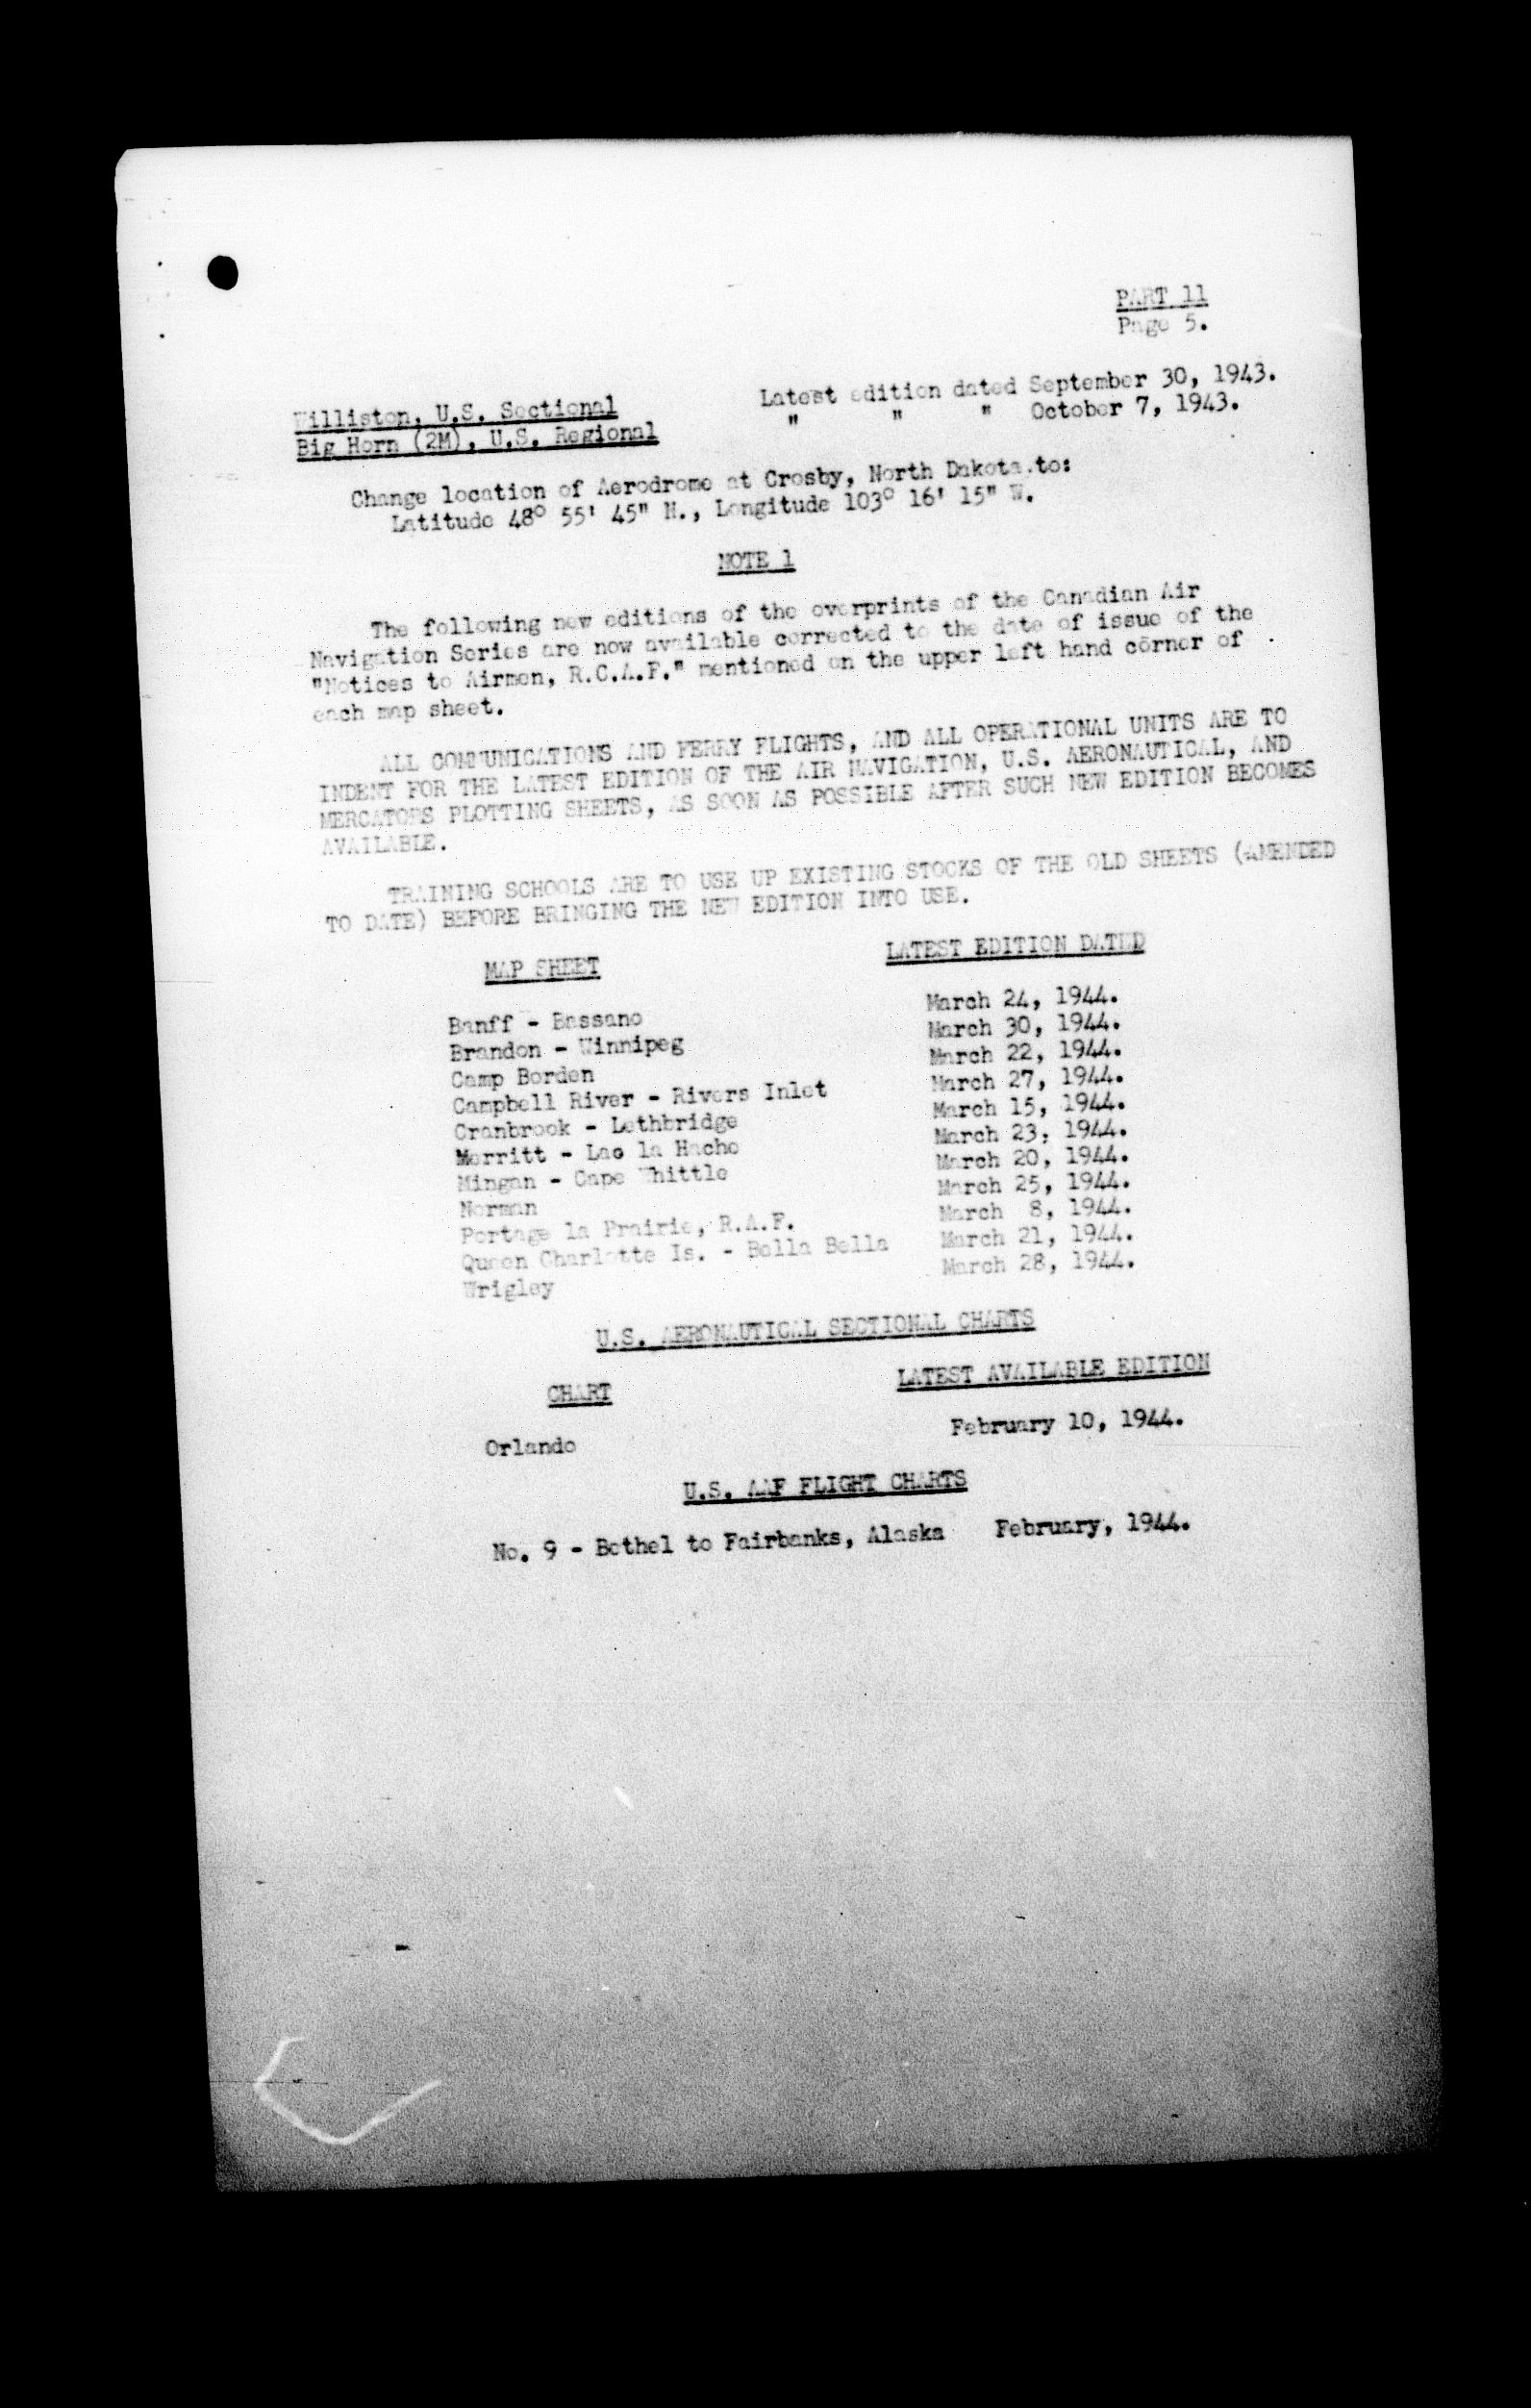 PART 11
Page 5.
Williston, U.S. Sectional Latest edition dated September 30, 1943.
Big Horn (2M), U.S. Regional " " " October 7, 1943.
Change location of Aerodrome at Crosby, North Dakota.to:
Latitude 48° 55' 45" N., Longitude 103° 16' 15" W.
NOTE 1
The following new editions of the overprints of the Canadian Air
Navigation Series are now available corrected to the date of issue of the
"Notices to Airmen, R.C.A.F." mentioned on the upper left hand corner of
each map sheet.
ALL COMMUNICATIONS AND FERRY FLIGHTS, AND ALL OPERATIONAL UNITS ARE TO
INDENT FOR THE LATEST EDITION OF THE AIR NAVIGATION, U.S. AERONAUTICAL, AND
MERCATORS PLOTTING SHEETS, AS SOON AS POSSIBLE AFTER SUCH NEW EDITION BECOMES
AVAILABLE.
TRAINING SCHOOLS ARE TO USE UP EXISTING STOCKS OF THE OLD SHEETS (AMENDED
TO DATE) BEFORE BRINGING THE NEW EDITION INTO USE.
MAP SHEET LATEST EDITION DATED
Banff - Bassano March 24, 1944.
Brandon - Winnipeg March 30, 1944.
Camp Borden March 22, 1944.
Campbell River - Rivers Inlet March 27, 1944.
Cranbrook - Lethbridge March 15, 1944.
Merritt - Lac la Hache March 23, 1944.
Mingan - Cape Whittle March 20, 1944.
Norman March 25, 1944.
Portage la Prairie, R.A.F. March 8, 1944.
Queen Charlotte Is. - Bella Bella March 21, 1944.
Wrigley March 28, 1944.
U.S. AERONAUTICAL SECTIONAL CHARTS
CHART LATEST AVAILABLE EDITION
Orlando February 10, 1944.
U.S. AAF FLIGHT CHARTS
No. 9 - Bethel to Fairbanks, Alaska February, 1944.